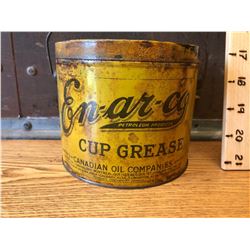 En-ar-co
PETROLEUM PRODUCTS
CUP GREASE
CANADIAN OIL COMPANIES
17
18
19
20
21